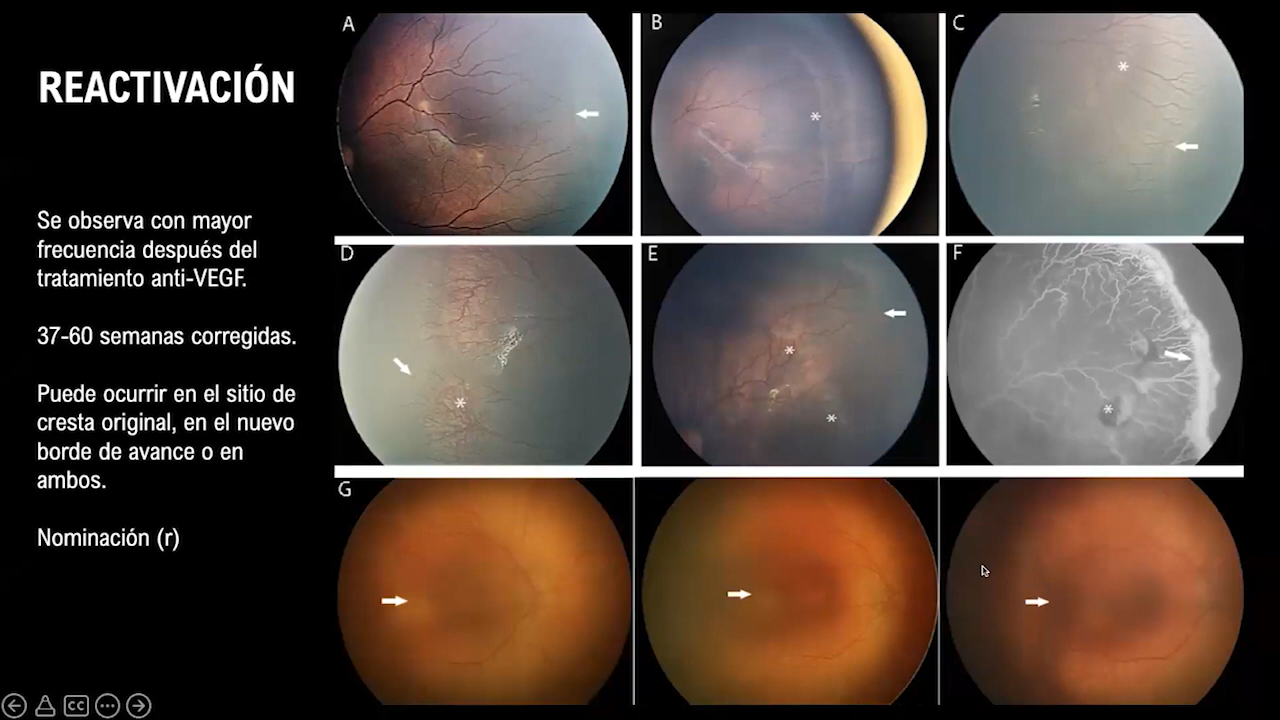 REACTIVACIÓN
Se observa con mayor
frecuencia después del
tratamiento anti-VEGF.
37-60 semanas corregidas.
Puede ocurrir en el sitio de
cresta original, en el nuevo
borde de avance o en
ambos.
Nominación (r)
A
B
C
*
*
D
E
F
*
*
*
*
G
CC